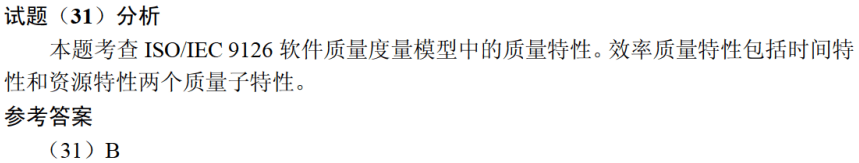 试题（31）分析
本题考查 ISO/IEC 9126 软件质量度量模型中的质量特性。效率质量特性包括时间特
性和资源特性两个质量子特性。
参考答案
（31）B